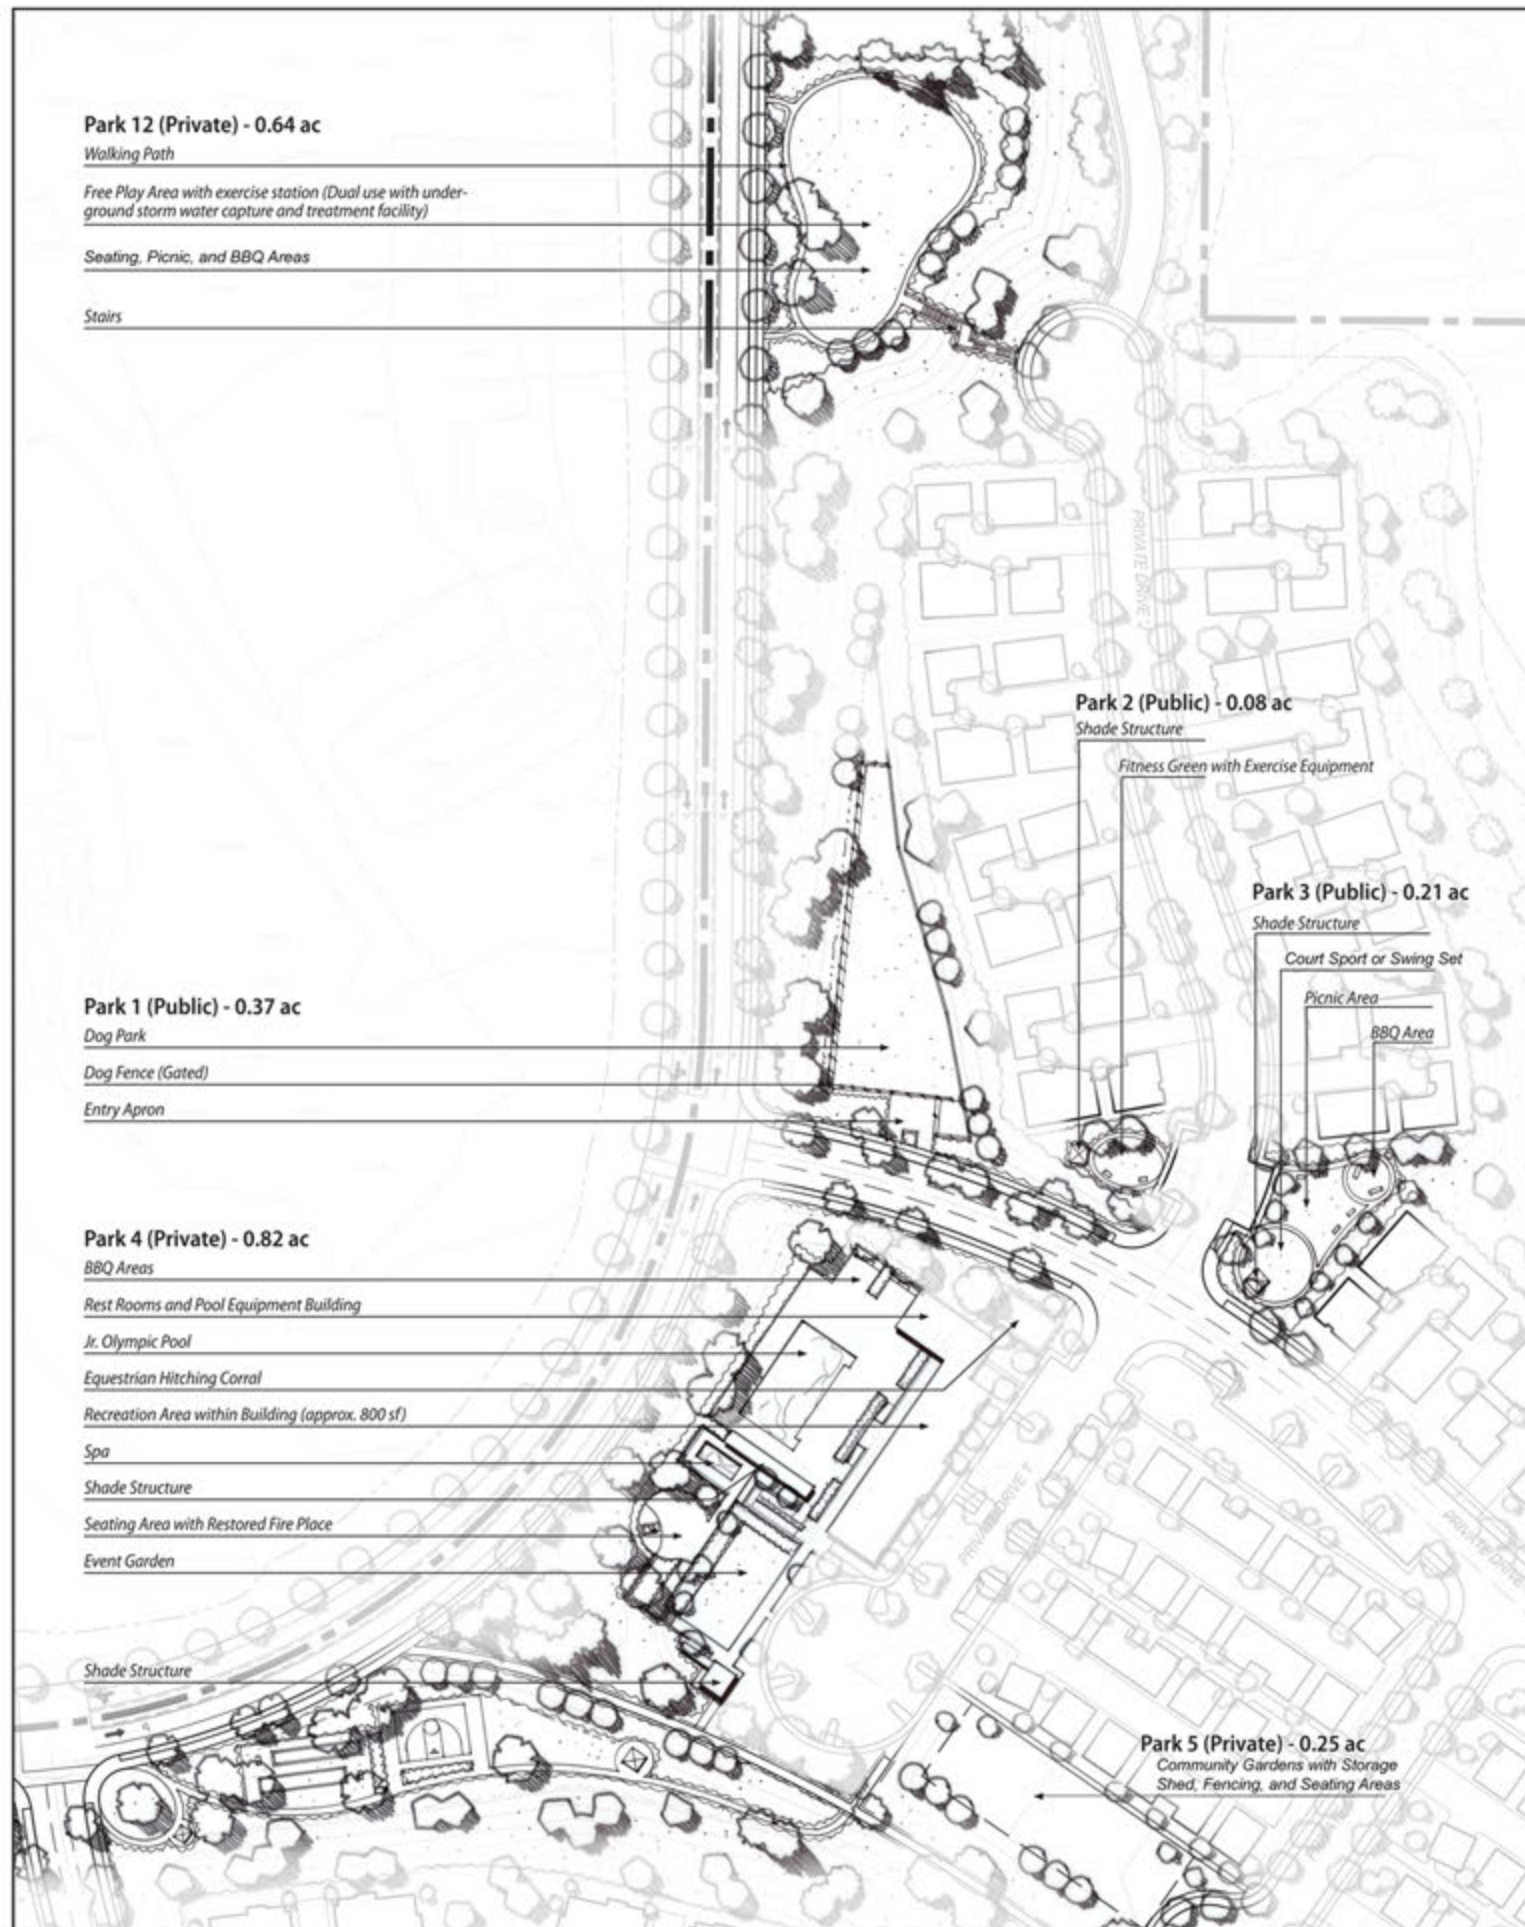 Park 12 (Private) - 0.64 ac
Walking Path
Free Play Area with exercise station (Dual use with under-
ground storm water capture and treatment facility)
Seating, Picnic, and BBQ Areas
Stairs
PRIVATE DRIVE
Park 2 (Public) - 0.08 ac
Shade Structure
Fitness Green with Exercise Equipment
Park 3 (Public) - 0.21 ac
Shade Structure
Court Sport or Swing Set
Picnic Area
BBQ Area
Park 1 (Public) - 0.37 ac
Dog Park
Dog Fence (Gated)
Entry Apron
Park 4 (Private) - 0.82 ac
BBQ Areas
Rest Rooms and Pool Equipment Building
Jr. Olympic Pool
Equestrian Hitching Corral
Recreation Area within Building (approx. 800 sf)
Spa
Shade Structure
Seating Area with Restored Fire Place
Event Garden
Shade Structure
PRIVATE DRIVE
PRIVATE DRIVE
Park 5 (Private) - 0.25 ac
Community Gardens with Storage
Shed, Fencing, and Seating Areas